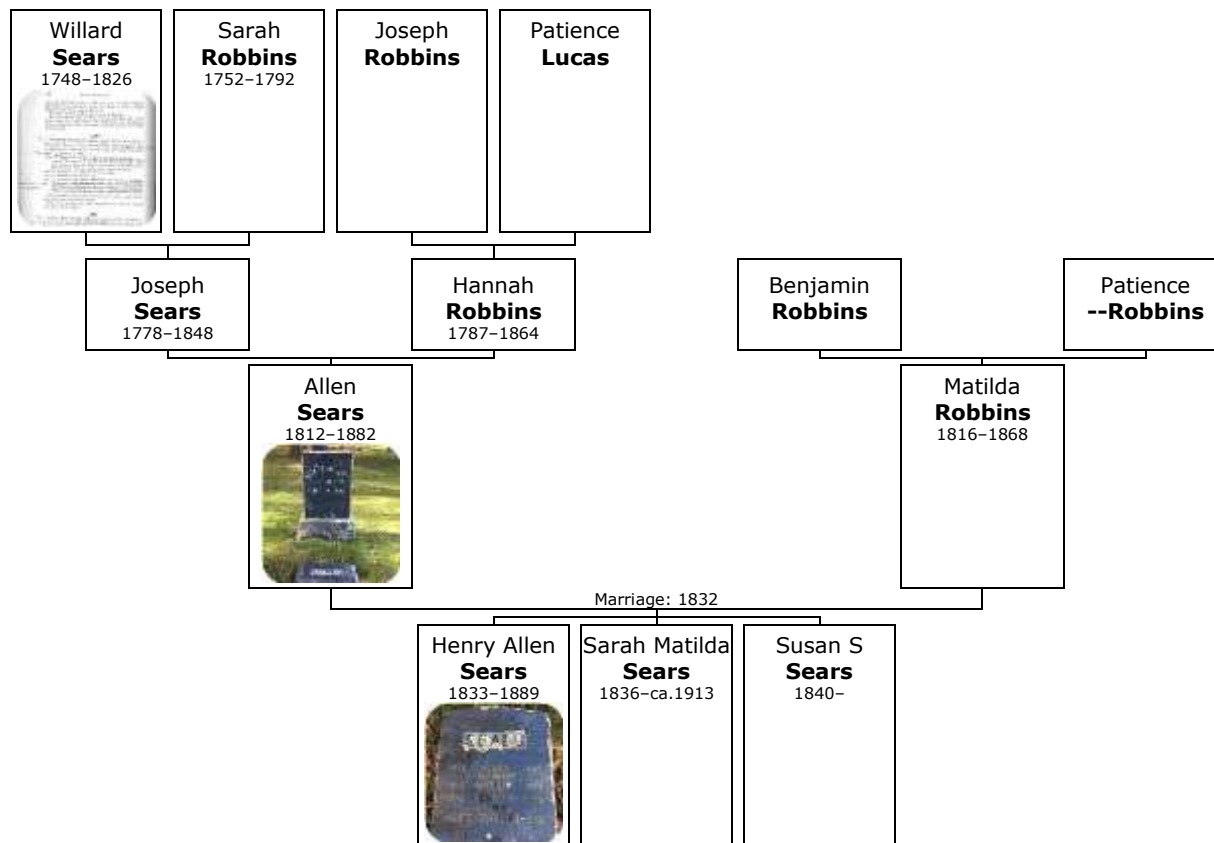 Willard
Sears
1748–1826
Sarah
Robbins
1752–1792
Joseph
Robbins
Patience
Lucas
Joseph
Sears
1778–1848
Hannah
Robbins
1787–1864
Benjamin
Robbins
Patience
--Robbins
Allen
Sears
1812–1882
Matilda
Robbins
1816–1868
Marriage: 1832
Henry Allen
Sears
1833–1889
Sarah Matilda
Sears
1836–ca.1913
Susan S
Sears
1840–